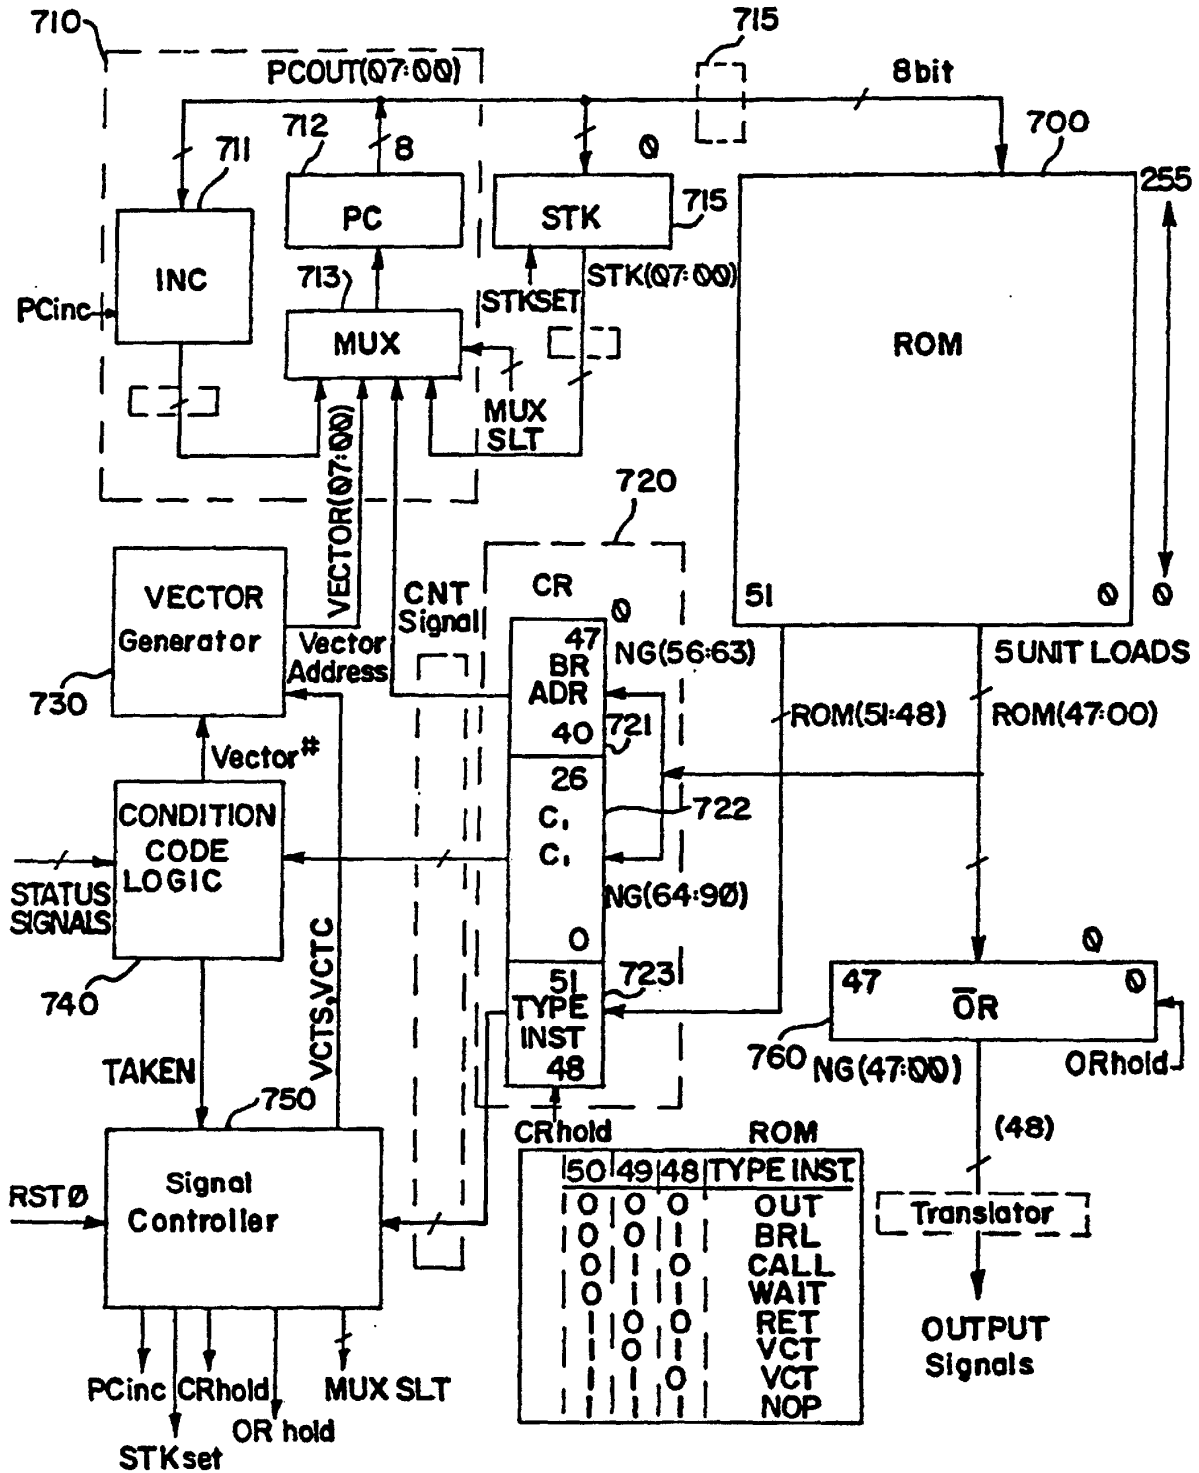 710
715
PCOUT(07:00)
8bit
712
8
711
0
700
255
PC
STK
715
INC
713
STK(07:00)
PCinc
STKSET
MUX
ROM
MUX
SLT
VECTOR(07:00)
720
VECTOR
Generator
CNT
Signal
CR
0
51
0
0
47
BR
ADR
40
NG(56:63)
5 UNIT LOADS
Vector
Address
730
721
ROM(51:48)
ROM(47:00)
Vector#
26
C1
C1
0
722
CONDITION
CODE
LOGIC
STATUS
SIGNALS
NG(64:90)
VCTS,VCTC
0
740
51
TYPE
INST
48
723
47
0
OR
TAKEN
760
NG(47:00)
ORhold
750
CRhold
ROM
(48)
Signal
Controller
RST0
50 49 48 TYPE INST.
0 0 0 OUT
0 0 1 BRL
0 1 0 CALL
0 1 1 WAIT
1 0 0 RET
1 0 1 VCT
1 1 0 VCT
1 1 1 NOP
Translator
OUTPUT
Signals
PCinc
CRhold
MUX SLT
OR hold
STKset